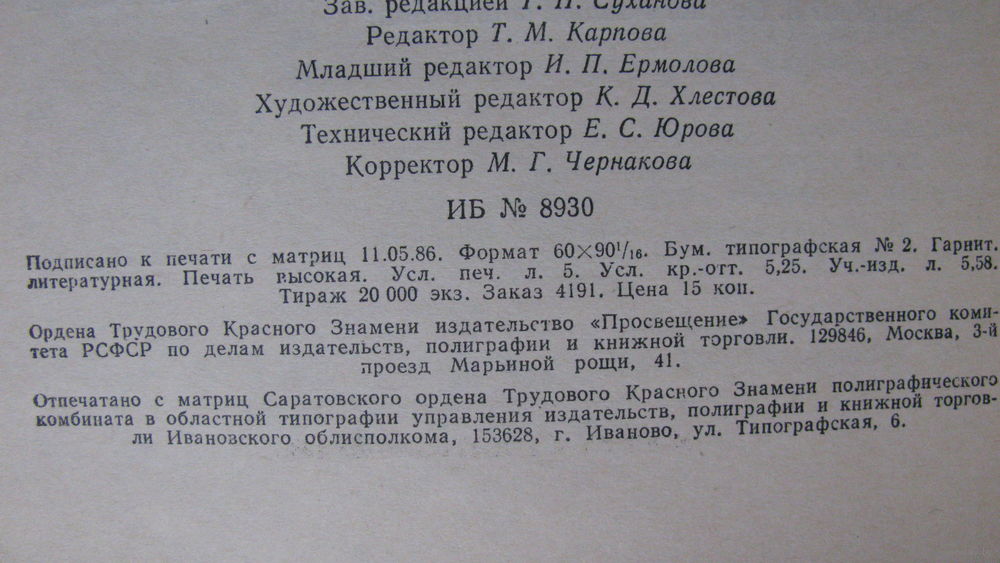 Зав. редакцией Т. П. Суханова
Редактор Т. М. Карпова
Младший редактор И. П. Ермолова
Художественный редактор К. Д. Хлестова
Технический редактор Е. С. Юрова
Корректор М. Г. Чернакова
ИБ № 8930
Подписано к печати с матриц 11.05.86. Формат 60×90¹/₁₆. Бум. типографская № 2. Гарнит.
литературная. Печать высокая. Усл. печ. л. 5. Усл. кр.-отт. 5,25. Уч.-изд. л. 5,58.
Тираж 20 000 экз. Заказ 4191. Цена 15 коп.
Ордена Трудового Красного Знамени издательство «Просвещение» Государственного коми-
тета РСФСР по делам издательств, полиграфии и книжной торговли. 129846, Москва, 3-й
проезд Марьиной рощи, 41.
Отпечатано с матриц Саратовского ордена Трудового Красного Знамени полиграфического
комбината в областной типографии управления издательств, полиграфии и книжной торгов-
ли Ивановского облисполкома, 153628, г. Иваново, ул. Типографская, 6.